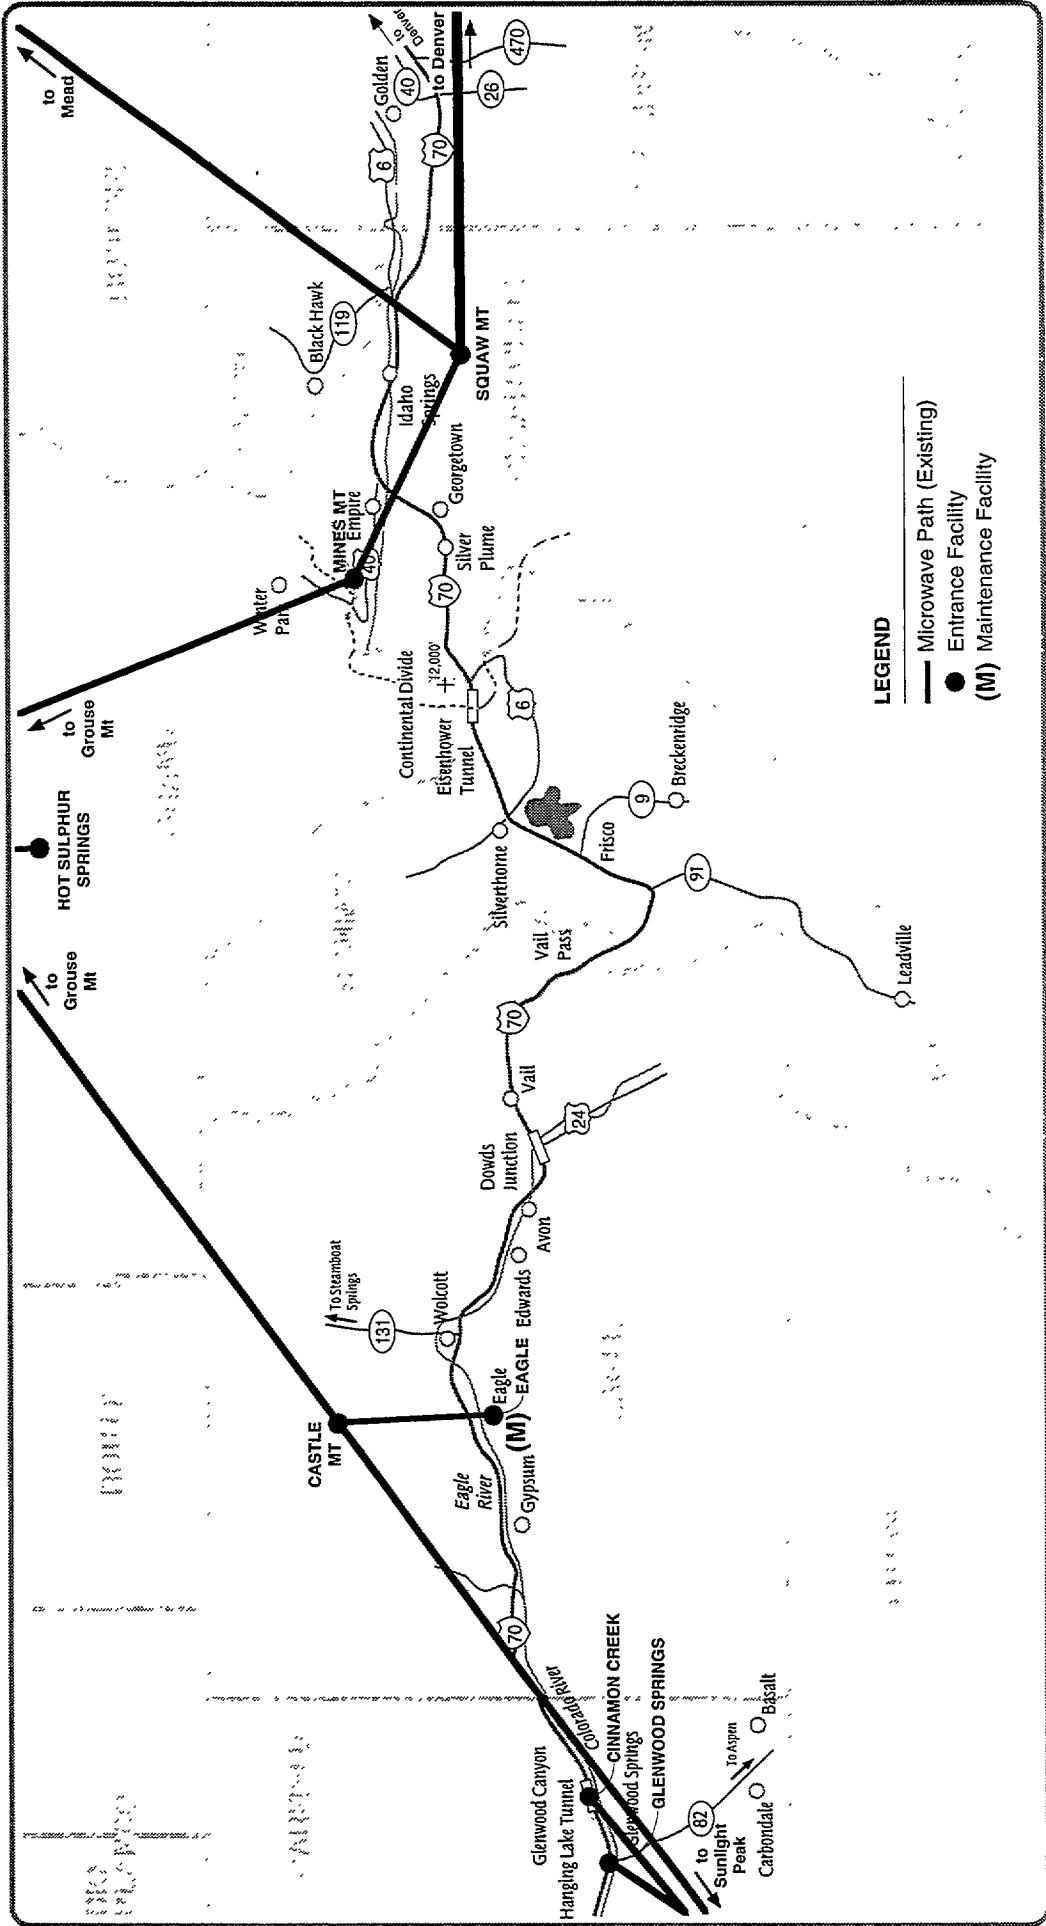 to
Mead
Golden
40
to
Denver
to Denver
470
26
6
70
Black Hawk
119
Idaho
Springs
SQUAW MT
MINES MT
Empire
40
Georgetown
Silver
Plume
70
Winter
Par
to
Grouse
Mt
Continental Divide
12,000'
Eisenhower
Tunnel
6
HOT SULPHUR
SPRINGS
Silverthorne
Frisco
9
Breckenridge
91
Leadville
Vail
Pass
to
Grouse
Mt
70
Vail
Dowds
Junction
24
Avon
Edwards
To Steamboat
Springs
131
Wolcott
CASTLE
MT
Eagle
EAGLE
(M)
Eagle
River
Gypsum
70
Colorado River
Glenwood Canyon
Hanging Lake Tunnel
CINNAMON CREEK
Glenwood Springs
GLENWOOD SPRINGS
82
To Aspen
Basalt
Carbondale
to
Sunlight
Peak
LEGEND
Microwave Path (Existing)
Entrance Facility
(M) Maintenance Facility